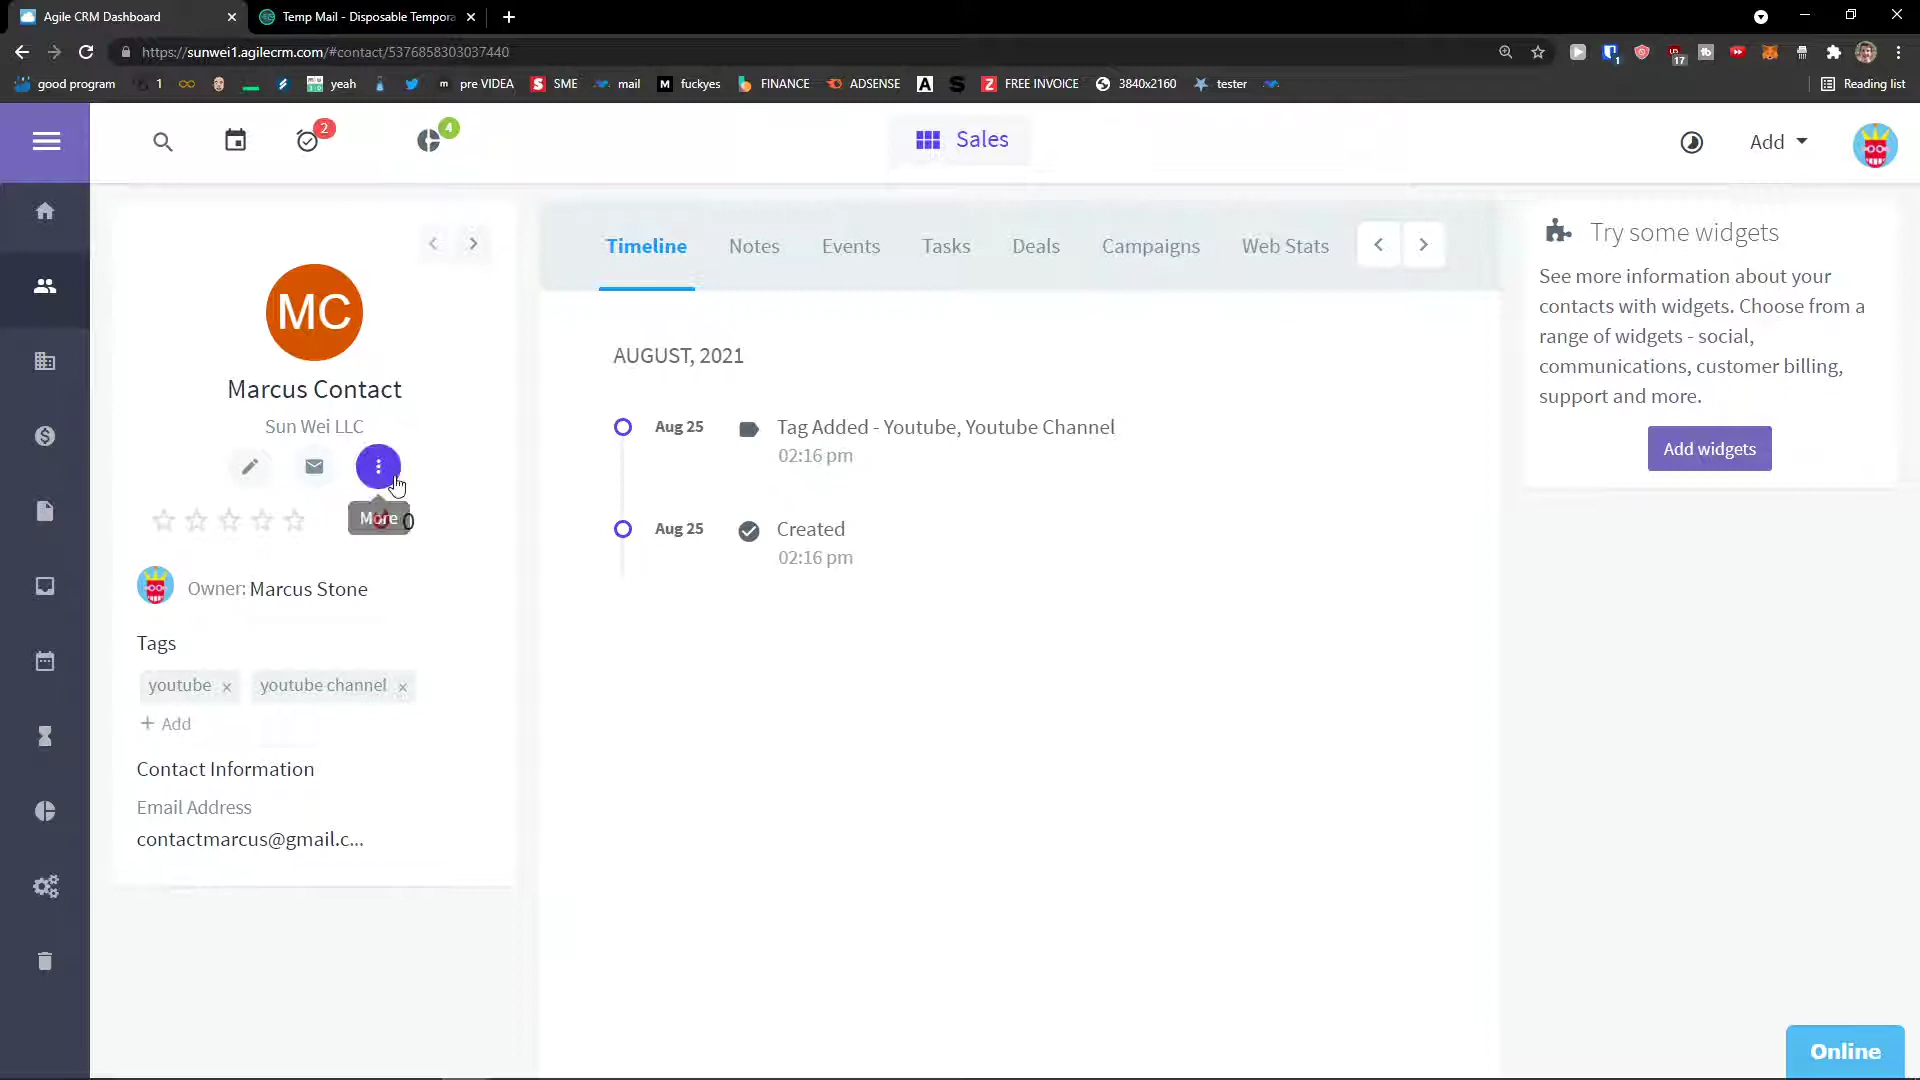 Agile CRM Dashboard
Temp Mail - Disposable Tempora
https://sunwei1.agilecrm.com/#contact/5376858303037440
1
17
good program
1
yeah
m pre VIDEA
S SME
mail
M fuckyes
FINANCE
ADSENSE
A
S
Z FREE INVOICE
3840x2160
tester
Reading list
2
4
Sales
Add
MC
Marcus Contact
Sun Wei LLC
More
0
Owner: Marcus Stone
Tags
youtube ×
youtube channel ×
+ Add
Contact Information
Email Address
contactmarcus@gmail.c...
Timeline
Notes
Events
Tasks
Deals
Campaigns
Web Stats
AUGUST, 2021
Aug 25
Tag Added - Youtube, Youtube Channel
02:16 pm
Aug 25
Created
02:16 pm
Try some widgets
See more information about your
contacts with widgets. Choose from a
range of widgets - social,
communications, customer billing,
support and more.
Add widgets
Online